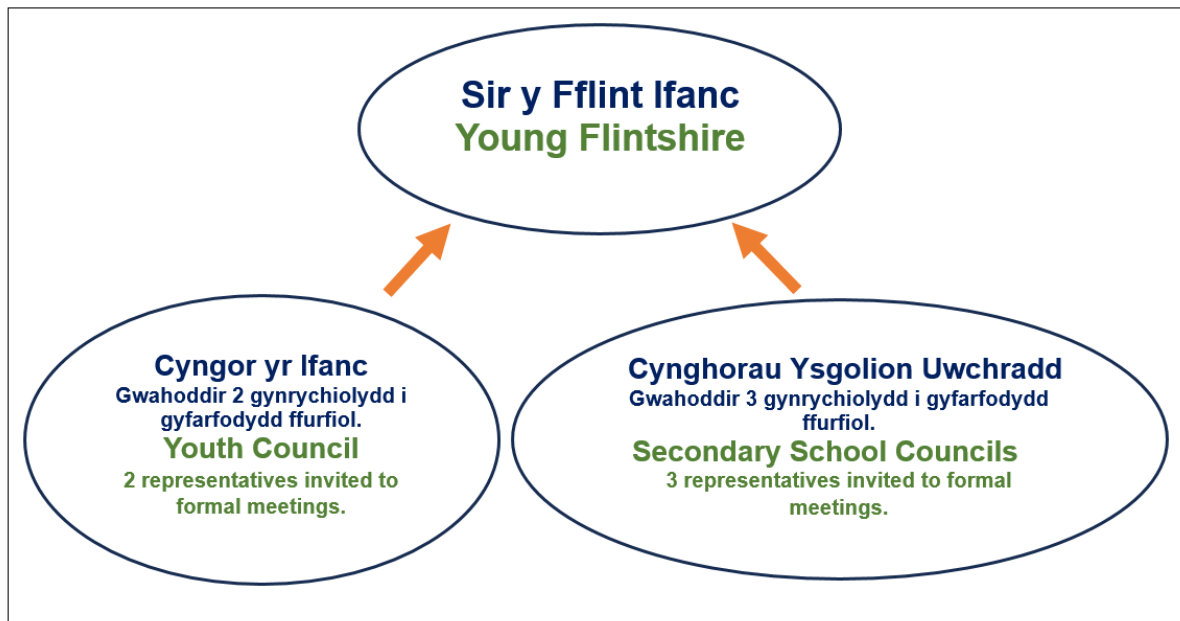 Sir y Fflint Ifanc
Young Flintshire
Cyngor yr Ifanc
Gwahoddir 2 gynrychiolydd i
gyfarfodydd ffurfiol.
Youth Council
2 representatives invited to
formal meetings.
Cynghorau Ysgolion Uwchradd
Gwahoddir 3 gynrychiolydd i gyfarfodydd
ffurfiol.
Secondary School Councils
3 representatives invited to formal
meetings.